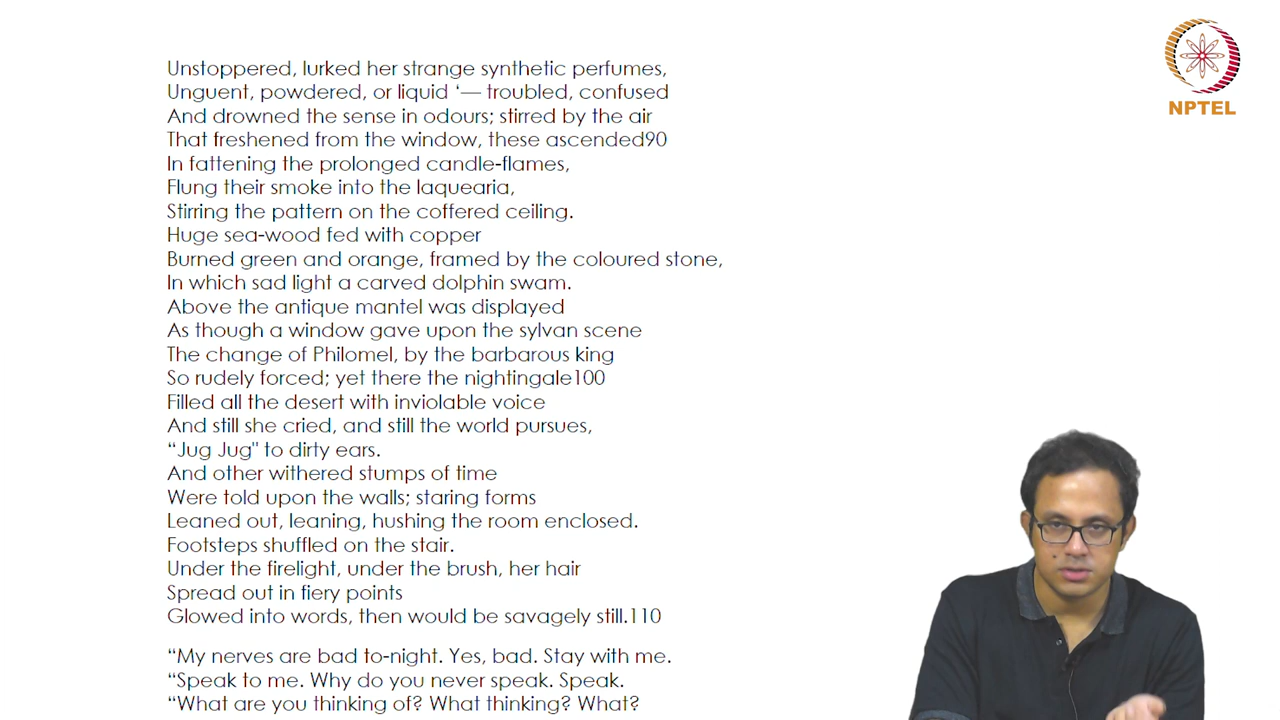 Unstoppered, lurked her strange synthetic perfumes,
Unguent, powdered, or liquid ‘— troubled, confused
And drowned the sense in odours; stirred by the air
That freshened from the window, these ascended90
In fattening the prolonged candle-flames,
Flung their smoke into the laquearia,
Stirring the pattern on the coffered ceiling.
Huge sea-wood fed with copper
Burned green and orange, framed by the coloured stone,
In which sad light a carved dolphin swam.
Above the antique mantel was displayed
As though a window gave upon the sylvan scene
The change of Philomel, by the barbarous king
So rudely forced; yet there the nightingale100
Filled all the desert with inviolable voice
And still she cried, and still the world pursues,
“Jug Jug" to dirty ears.
And other withered stumps of time
Were told upon the walls; staring forms
Leaned out, leaning, hushing the room enclosed.
Footsteps shuffled on the stair.
Under the firelight, under the brush, her hair
Spread out in fiery points
Glowed into words, then would be savagely still.110
“My nerves are bad to-night. Yes, bad. Stay with me.
“Speak to me. Why do you never speak. Speak.
“What are you thinking of? What thinking? What?
NPTEL